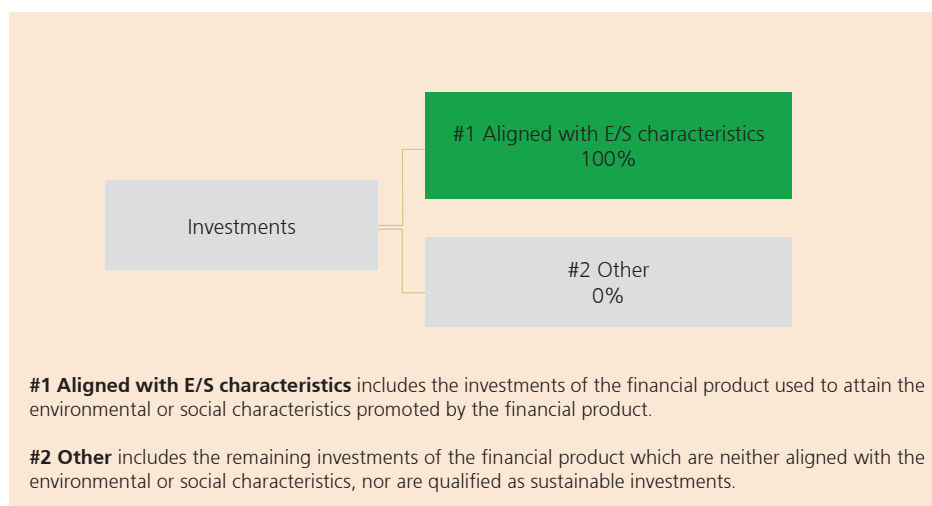 #1 Aligned with E/S characteristics
100%
Investments
#2 Other
0%
#1 Aligned with E/S characteristics includes the investments of the financial product used to attain the
environmental or social characteristics promoted by the financial product.
#2 Other includes the remaining investments of the financial product which are neither aligned with the
environmental or social characteristics, nor are qualified as sustainable investments.